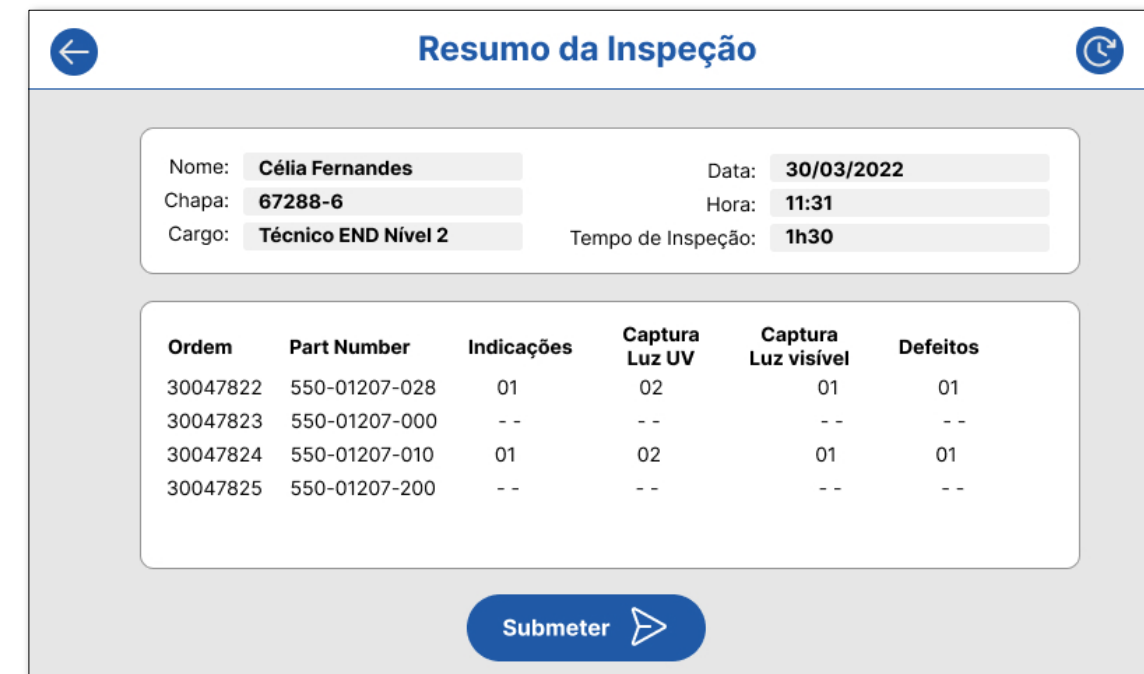 Resumo da Inspeção
Nome: Célia Fernandes Data: 30/03/2022
Chapa: 67288-6 Hora: 11:31
Cargo: Técnico END Nível 2 Tempo de Inspeção: 1h30
Ordem Part Number Indicações Captura Luz UV Captura Luz visível Defeitos
30047822 550-01207-028 01 02 01 01
30047823 550-01207-000 - - - - - - - -
30047824 550-01207-010 01 02 01 01
30047825 550-01207-200 - - - - - - - -
Submeter